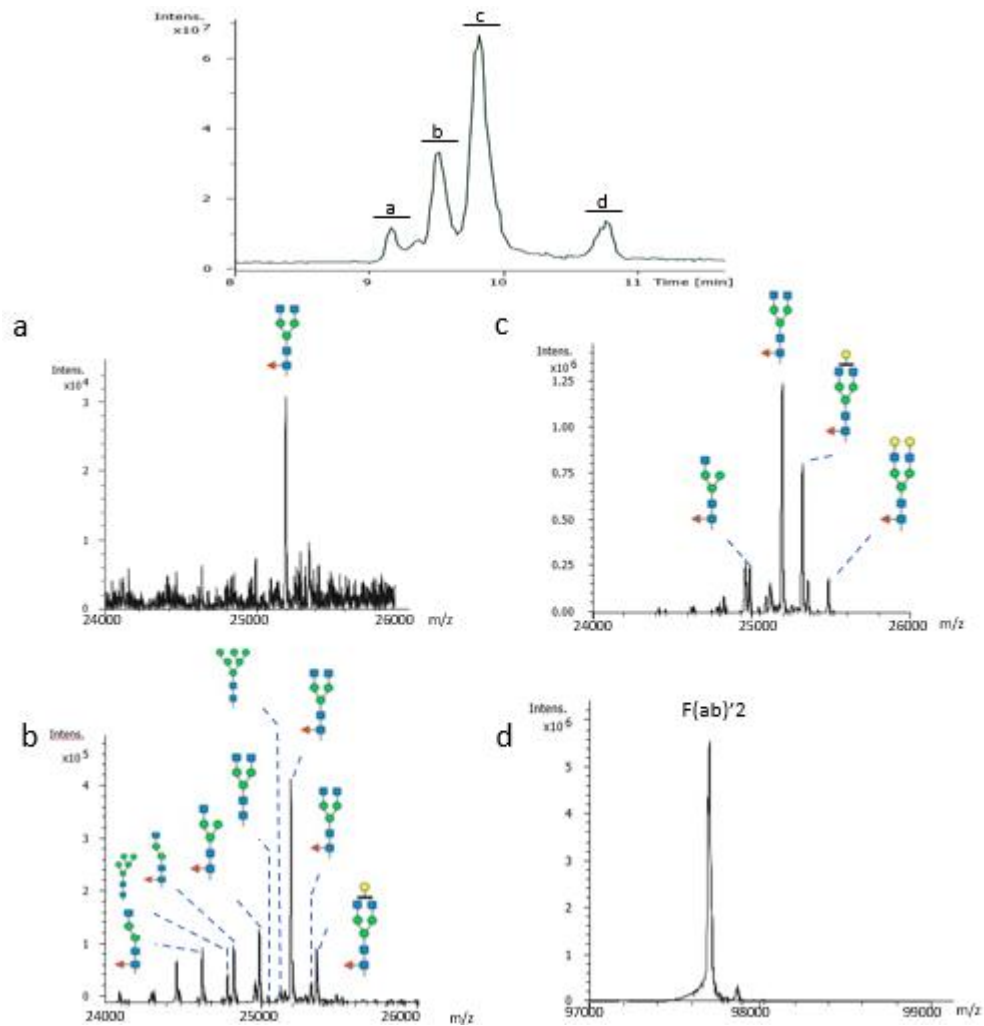 Intens.
x10⁷
6
4
2
0
a
b
c
d
8
9
10
11
Time [min]
a
Intens.
x10⁴
3
2
1
0
24000
25000
26000
m/z
c
Intens.
x10⁶
1.25
1.00
0.75
0.50
0.25
0.00
24000
25000
26000
m/z
b
Intens.
x10⁵
4
3
2
1
0
24000
25000
26000
m/z
d
F(ab)’2
Intens.
x10⁶
5
4
3
2
1
0
97000
98000
99000
m/z